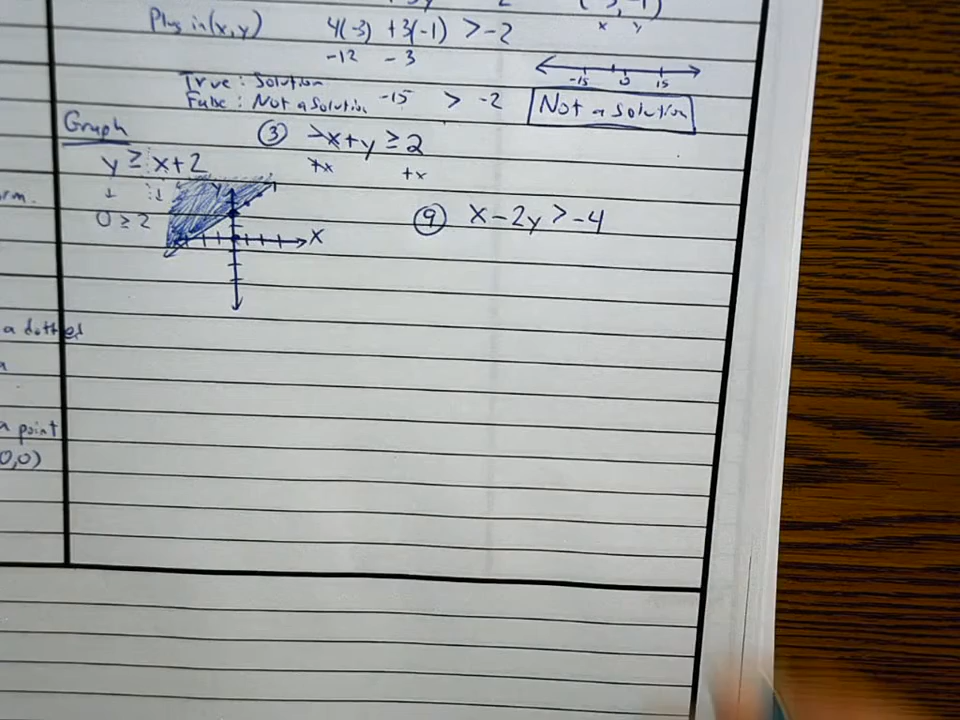 Plug in (x,y) 4(-3) +3(-1) > -2 x y
-12 - 3
-15 0 15
True: Solution
False: Not a Solution -15 > -2 Not a solution
Graph ③ -x+y ≥ 2
y ≥ x+2 +x +x
0 ≥ 2 Y
X ④ x-2y > -4
a dotted
a
a point
(0,0)